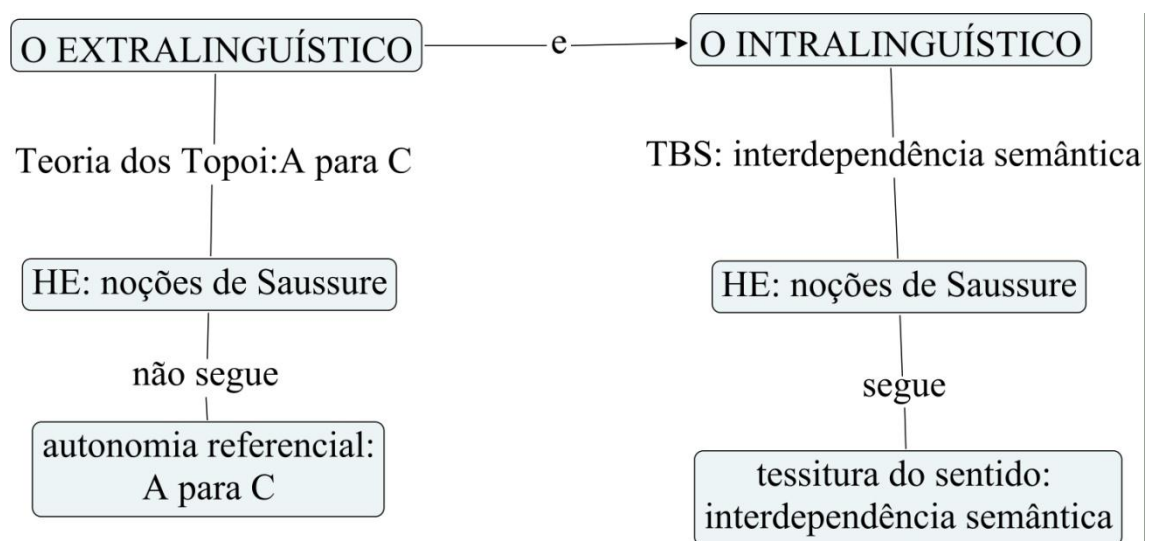 O EXTRALINGUÍSTICO
e
O INTRALINGUÍSTICO
Teoria dos Topoi:A para C
TBS: interdependência semântica
HE: noções de Saussure
HE: noções de Saussure
não segue
segue
autonomia referencial:
A para C
tessitura do sentido:
interdependência semântica